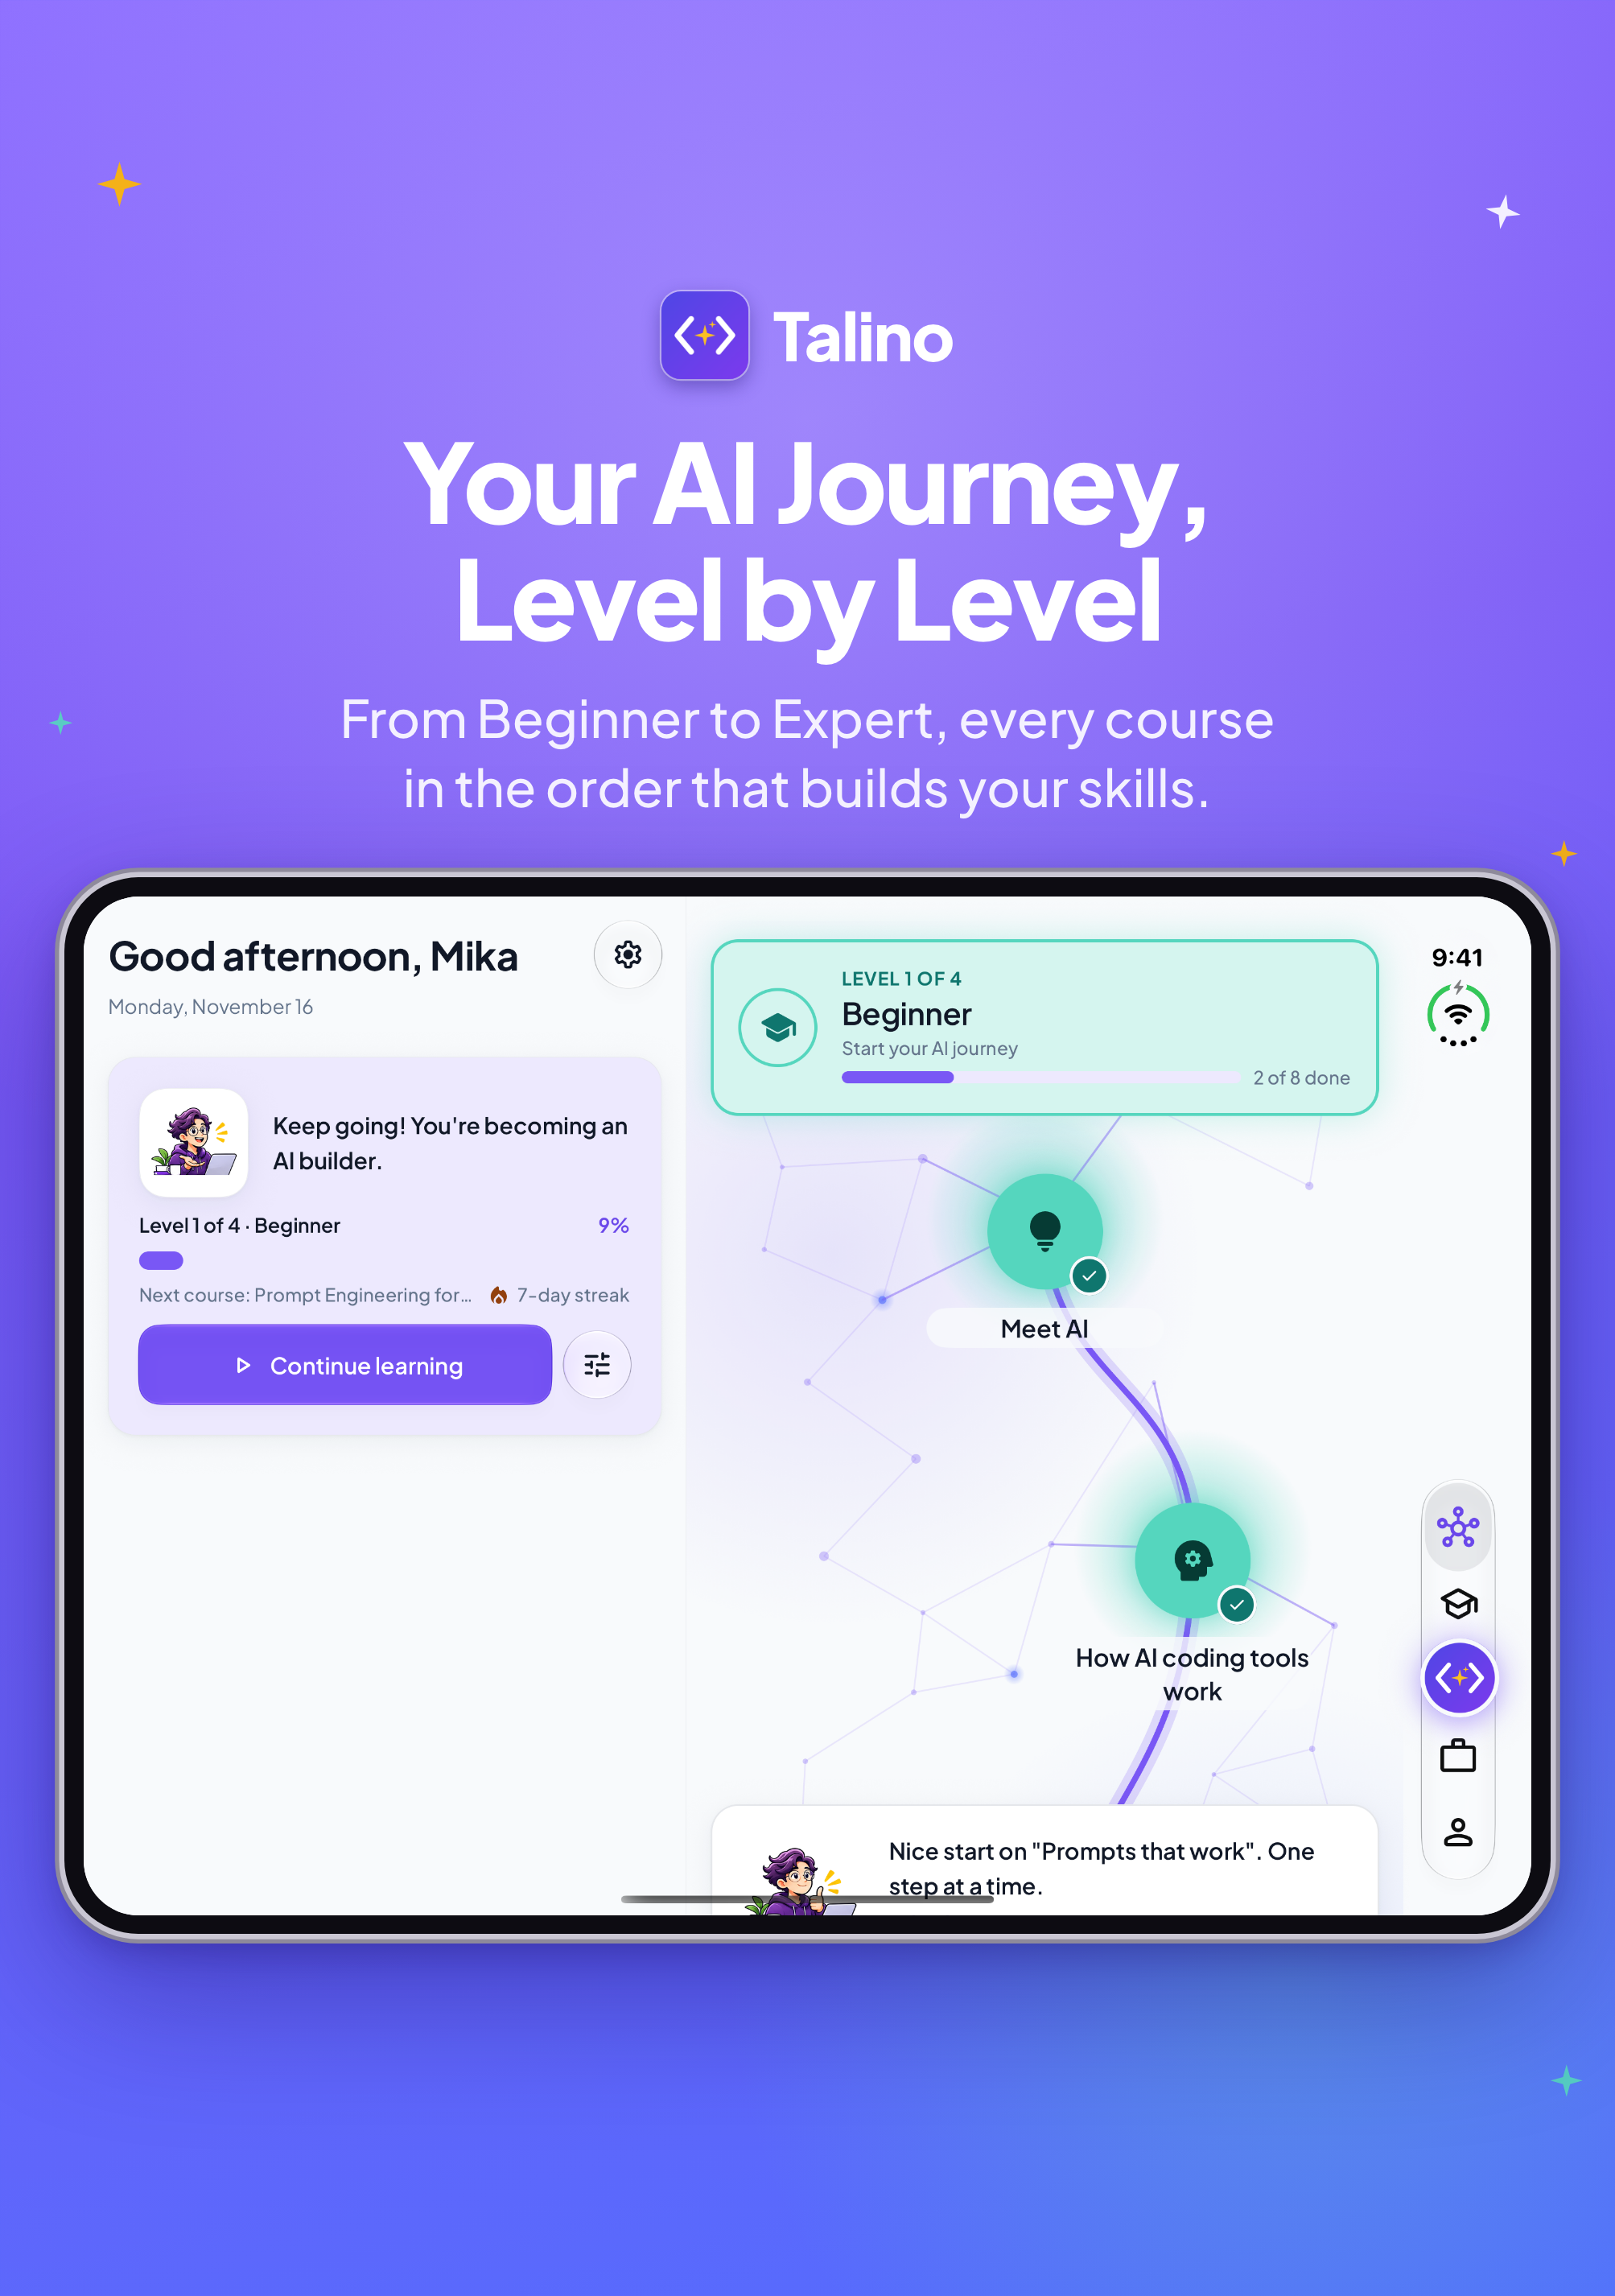 Talino
Your AI Journey,
Level by Level
From Beginner to Expert, every course
in the order that builds your skills.
Good afternoon, Mika
Monday, November 16
Keep going! You're becoming an
AI builder.
Level 1 of 4 · Beginner
9%
Next course: Prompt Engineering for...
7-day streak
Continue learning
LEVEL 1 OF 4
Beginner
Start your AI journey
2 of 8 done
Meet AI
How AI coding tools
work
Nice start on "Prompts that work". One
step at a time.
9:41